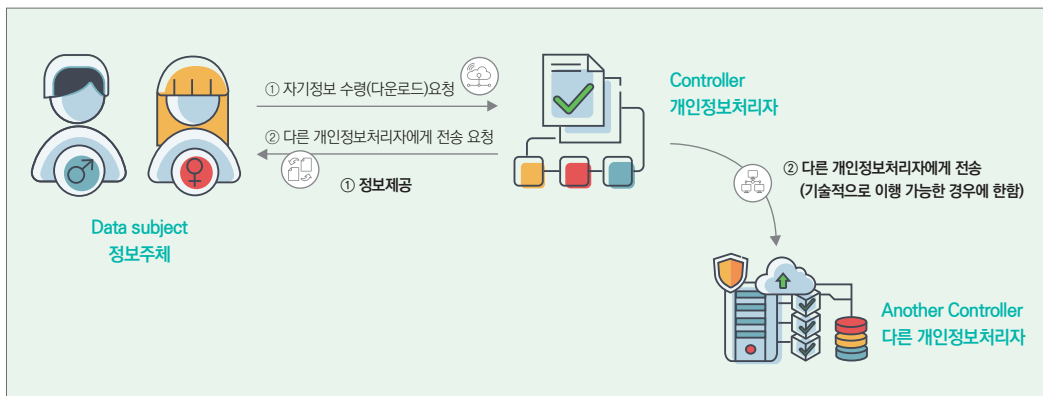 ① 자기정보 수령(다운로드)요청
② 다른 개인정보처리자에게 전송 요청
① 정보제공
Data subject
정보주체
Controller
개인정보처리자
② 다른 개인정보처리자에게 전송
(기술적으로 이행 가능한 경우에 한함)
Another Controller
다른 개인정보처리자